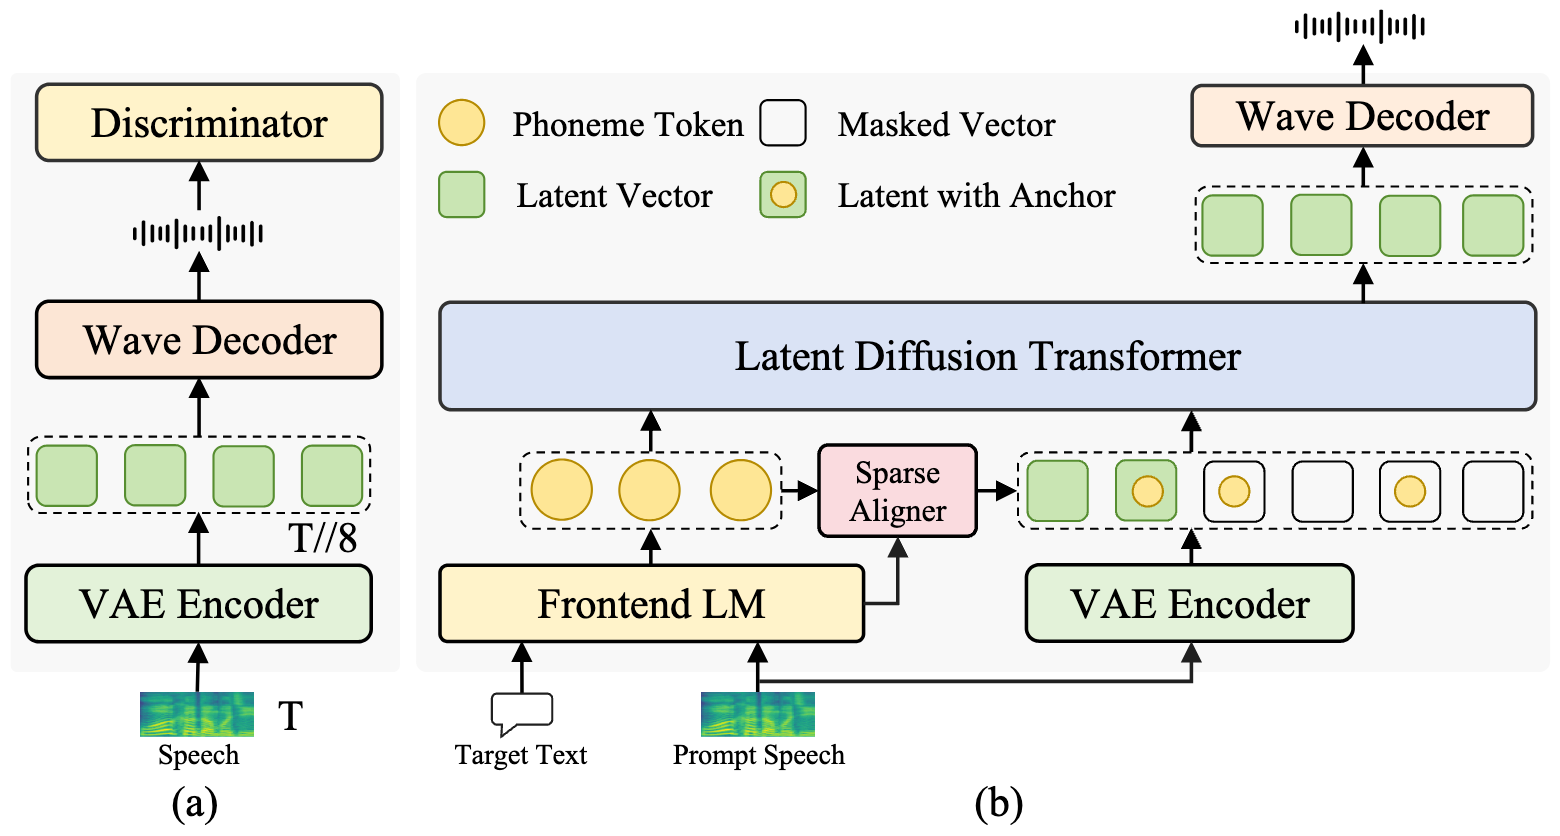 Discriminator
Wave Decoder
T//8
VAE Encoder
T
Speech
(a)
Phoneme Token
Masked Vector
Latent Vector
Latent with Anchor
Wave Decoder
Latent Diffusion Transformer
Sparse
Aligner
Frontend LM
VAE Encoder
Target Text
Prompt Speech
(b)